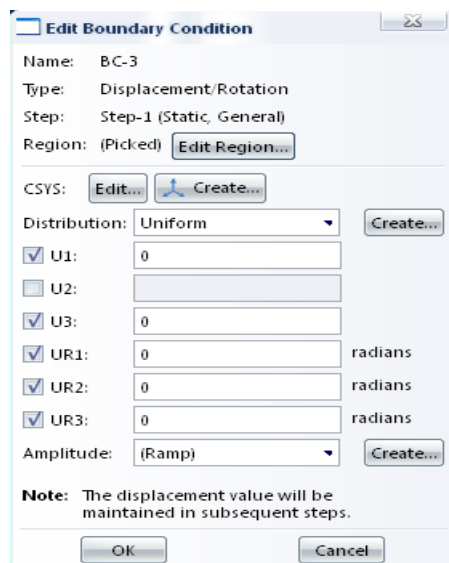 Edit Boundary Condition
Name: BC-3
Type: Displacement/Rotation
Step: Step-1 (Static, General)
Region: (Picked) Edit Region...
CSYS: Edit... Create...
Distribution: Uniform Create...
U1: 0
U2:
U3: 0
UR1: 0 radians
UR2: 0 radians
UR3: 0 radians
Amplitude: (Ramp) Create...
Note: The displacement value will be
maintained in subsequent steps.
OK Cancel